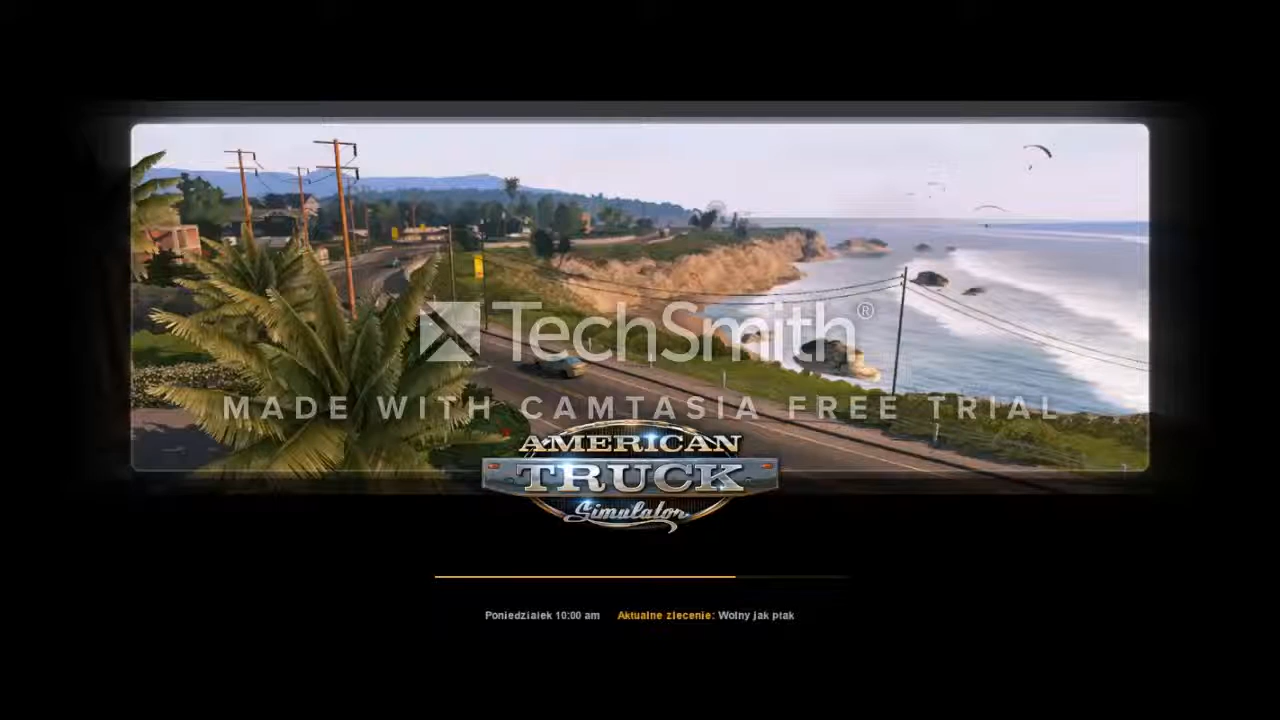 TechSmith®
MADE WITH CAMTASIA FREE TRIAL
AMERICAN
TRUCK
Simulator
Poniedziałek 10:00 am Aktualne zlecenie: Wolny jak ptak